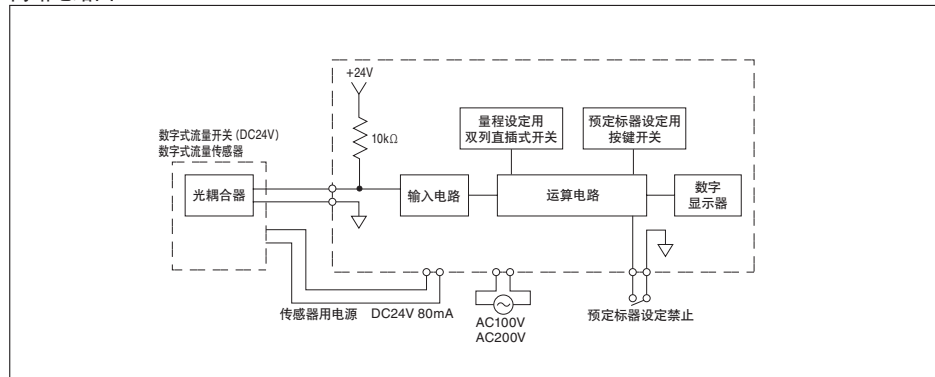 +24V
10kΩ
量程设定用
双列直插式开关
预定标器设定用
按键开关
数字式流量开关 (DC24V)
数字式流量传感器
光耦合器
输入电路
运算电路
数字
显示器
传感器用电源 DC24V 80mA
AC100V
AC200V
预定标器设定禁止